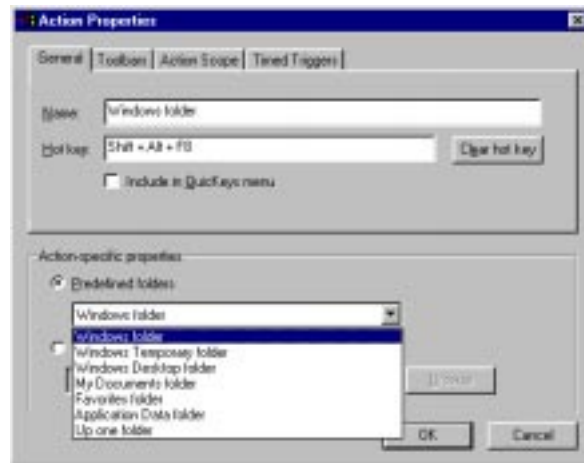 Action Properties
General Toolbars Action Scope Timed Triggers
Name: Windows folder
Hot key: Shift + Alt + F8 Clear hot key
Include in QuicKeys menu
Action-specific properties
Predefined folders
Windows folder
Windows folder
Windows Temporary folder
Windows Desktop folder
My Documents folder
Favorites folder
Application Data folder
Up one folder
OK Cancel